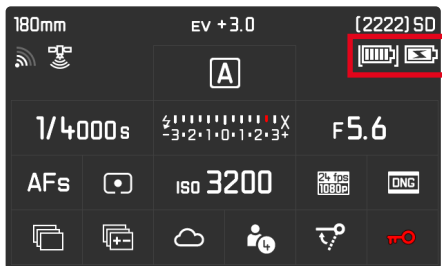 180mm EV +3.0 (2222) SD
A
1/4000s -3·2·1·0·1·2·3+ F5.6
AFs ISO 3200 24 fps 1080p DNG